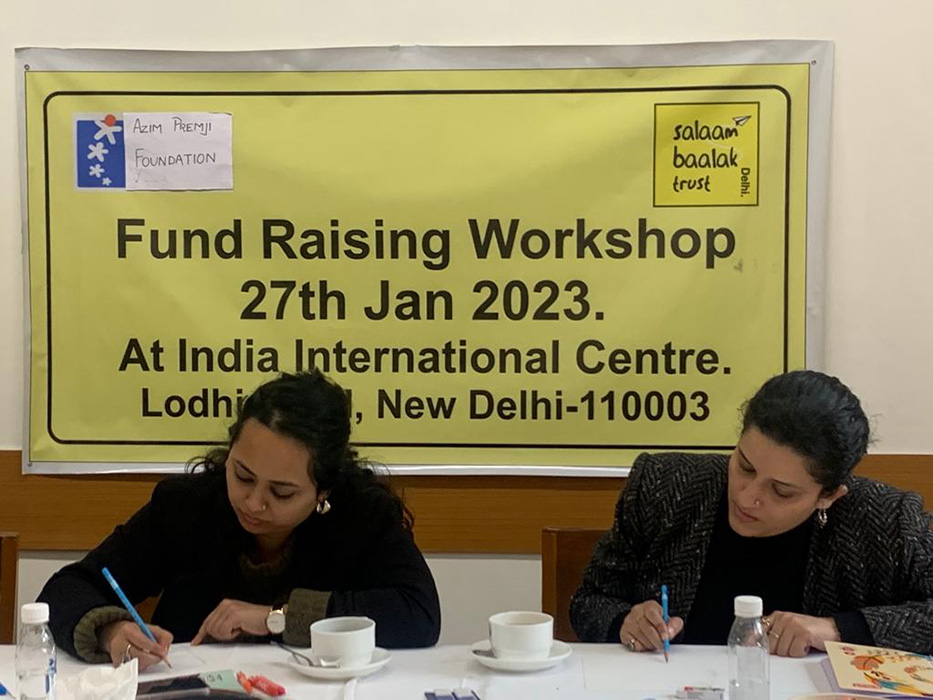 AZIM PREMJI
FOUNDATION
salaam
baalak
trust
Delhi.
Fund Raising Workshop
27th Jan 2023.
At India International Centre.
Lodhi , New Delhi-110003